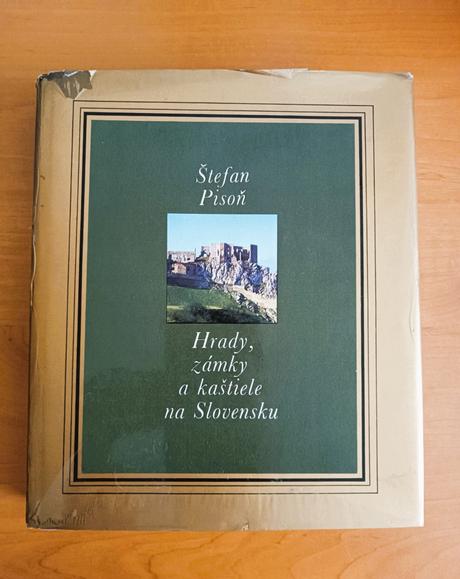 Štefan
Pisoň
Hrady,
zámky
a kaštiele
na Slovensku